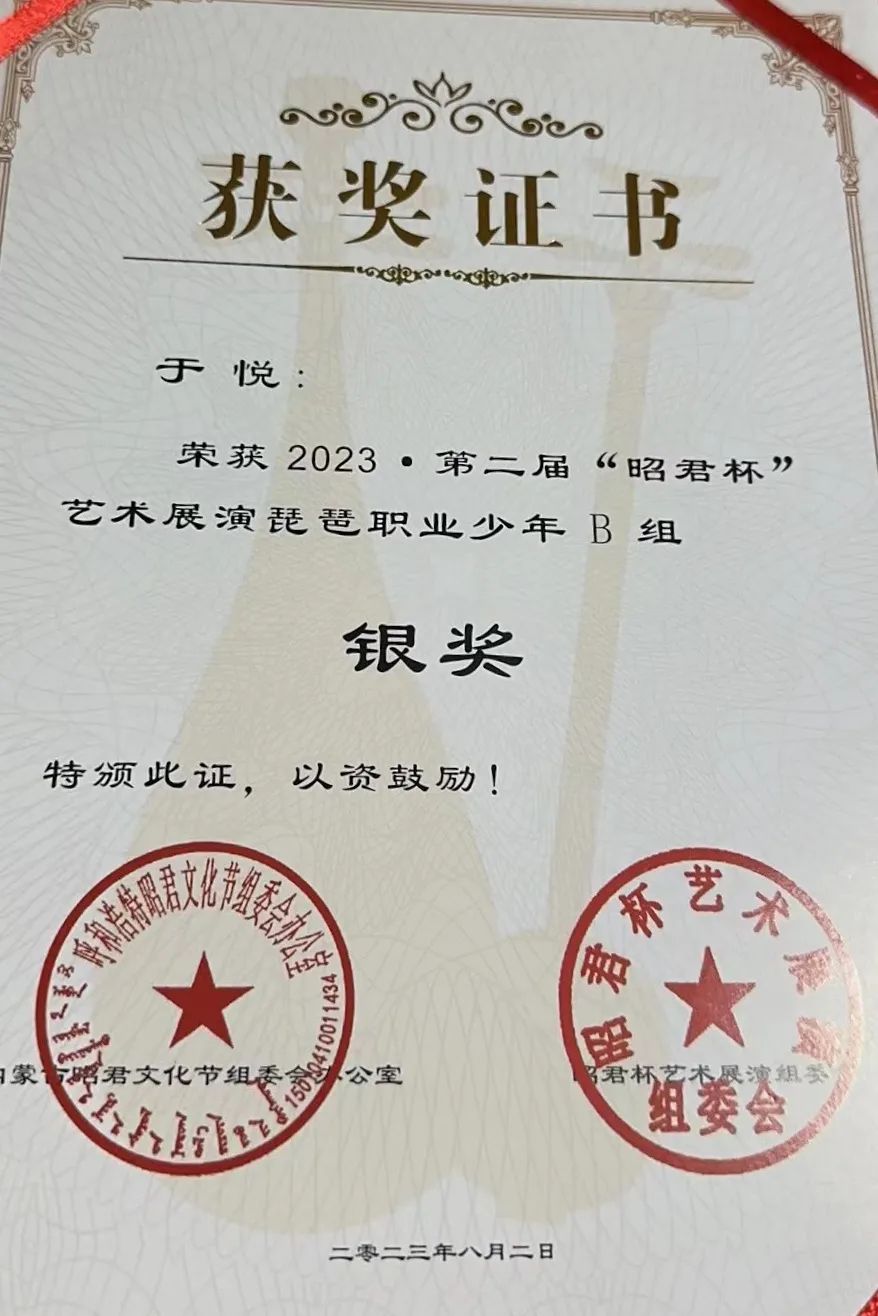 获奖证书
于 悦：
荣获 2023·第二届“昭君杯”
艺术展演琵琶职业少年 B 组
银奖
特颁此证，以资鼓励！
呼和浩特昭君文化节组委会办公室
15010410011434
内蒙古昭君文化节组委会办公室
昭君杯艺术展演
组委会
昭君杯艺术展演组委
二零二三年八月二日